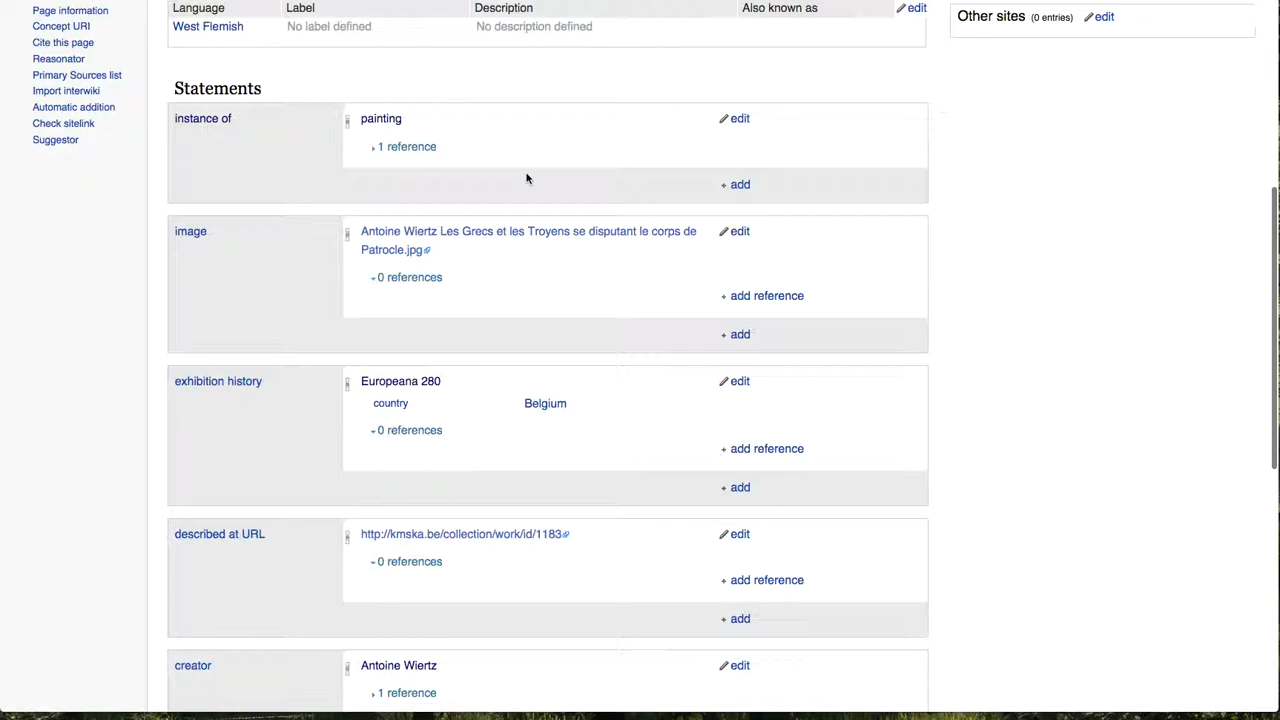 Page information
Concept URI
Cite this page
Reasonator
Primary Sources list
Import interwiki
Automatic addition
Check sitelink
Suggestor
Language Label Description Also known as edit
West Flemish No label defined No description defined
Other sites (0 entries) edit
Statements
instance of painting edit
1 reference
+ add
image Antoine Wiertz Les Grecs et les Troyens se disputant le corps de edit
Patrocle.jpg
0 references
+ add reference
+ add
exhibition history Europeana 280 edit
country Belgium
0 references
+ add reference
+ add
described at URL http://kmska.be/collection/work/id/1183 edit
0 references
+ add reference
+ add
creator Antoine Wiertz edit
1 reference